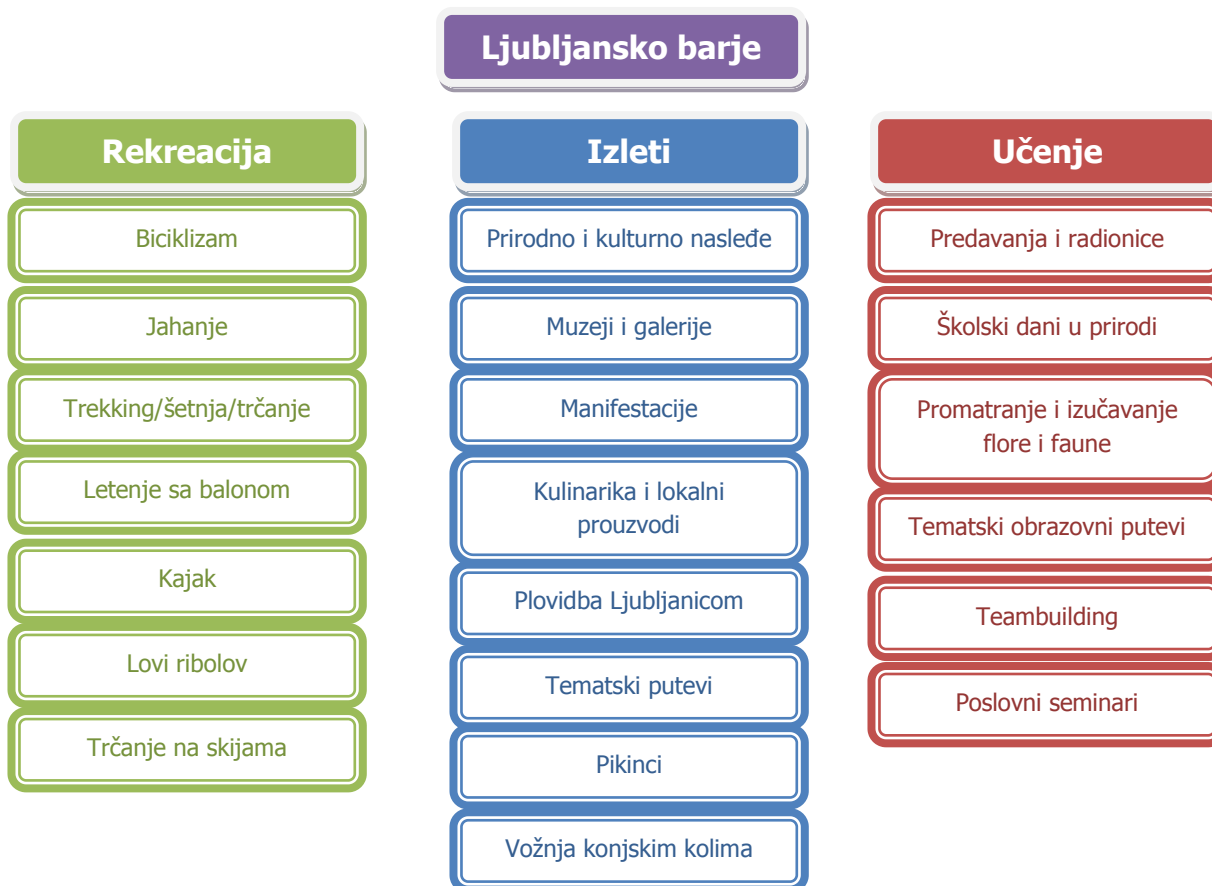 Ljubljansko barje
Rekreacija
Biciklizam
Jahanje
Trekking/šetnja/trčanje
Letenje sa balonom
Kajak
Lovi ribolov
Trčanje na skijama
Izleti
Prirodno i kulturno nasleđe
Muzeji i galerije
Manifestacije
Kulinarika i lokalni
prouzvodi
Plovidba Ljubljanicom
Tematski putevi
Pikinci
Vožnja konjskim kolima
Učenje
Predavanja i radionice
Školski dani u prirodi
Promatranje i izučavanje
flore i faune
Tematski obrazovni putevi
Teambuilding
Poslovni seminari